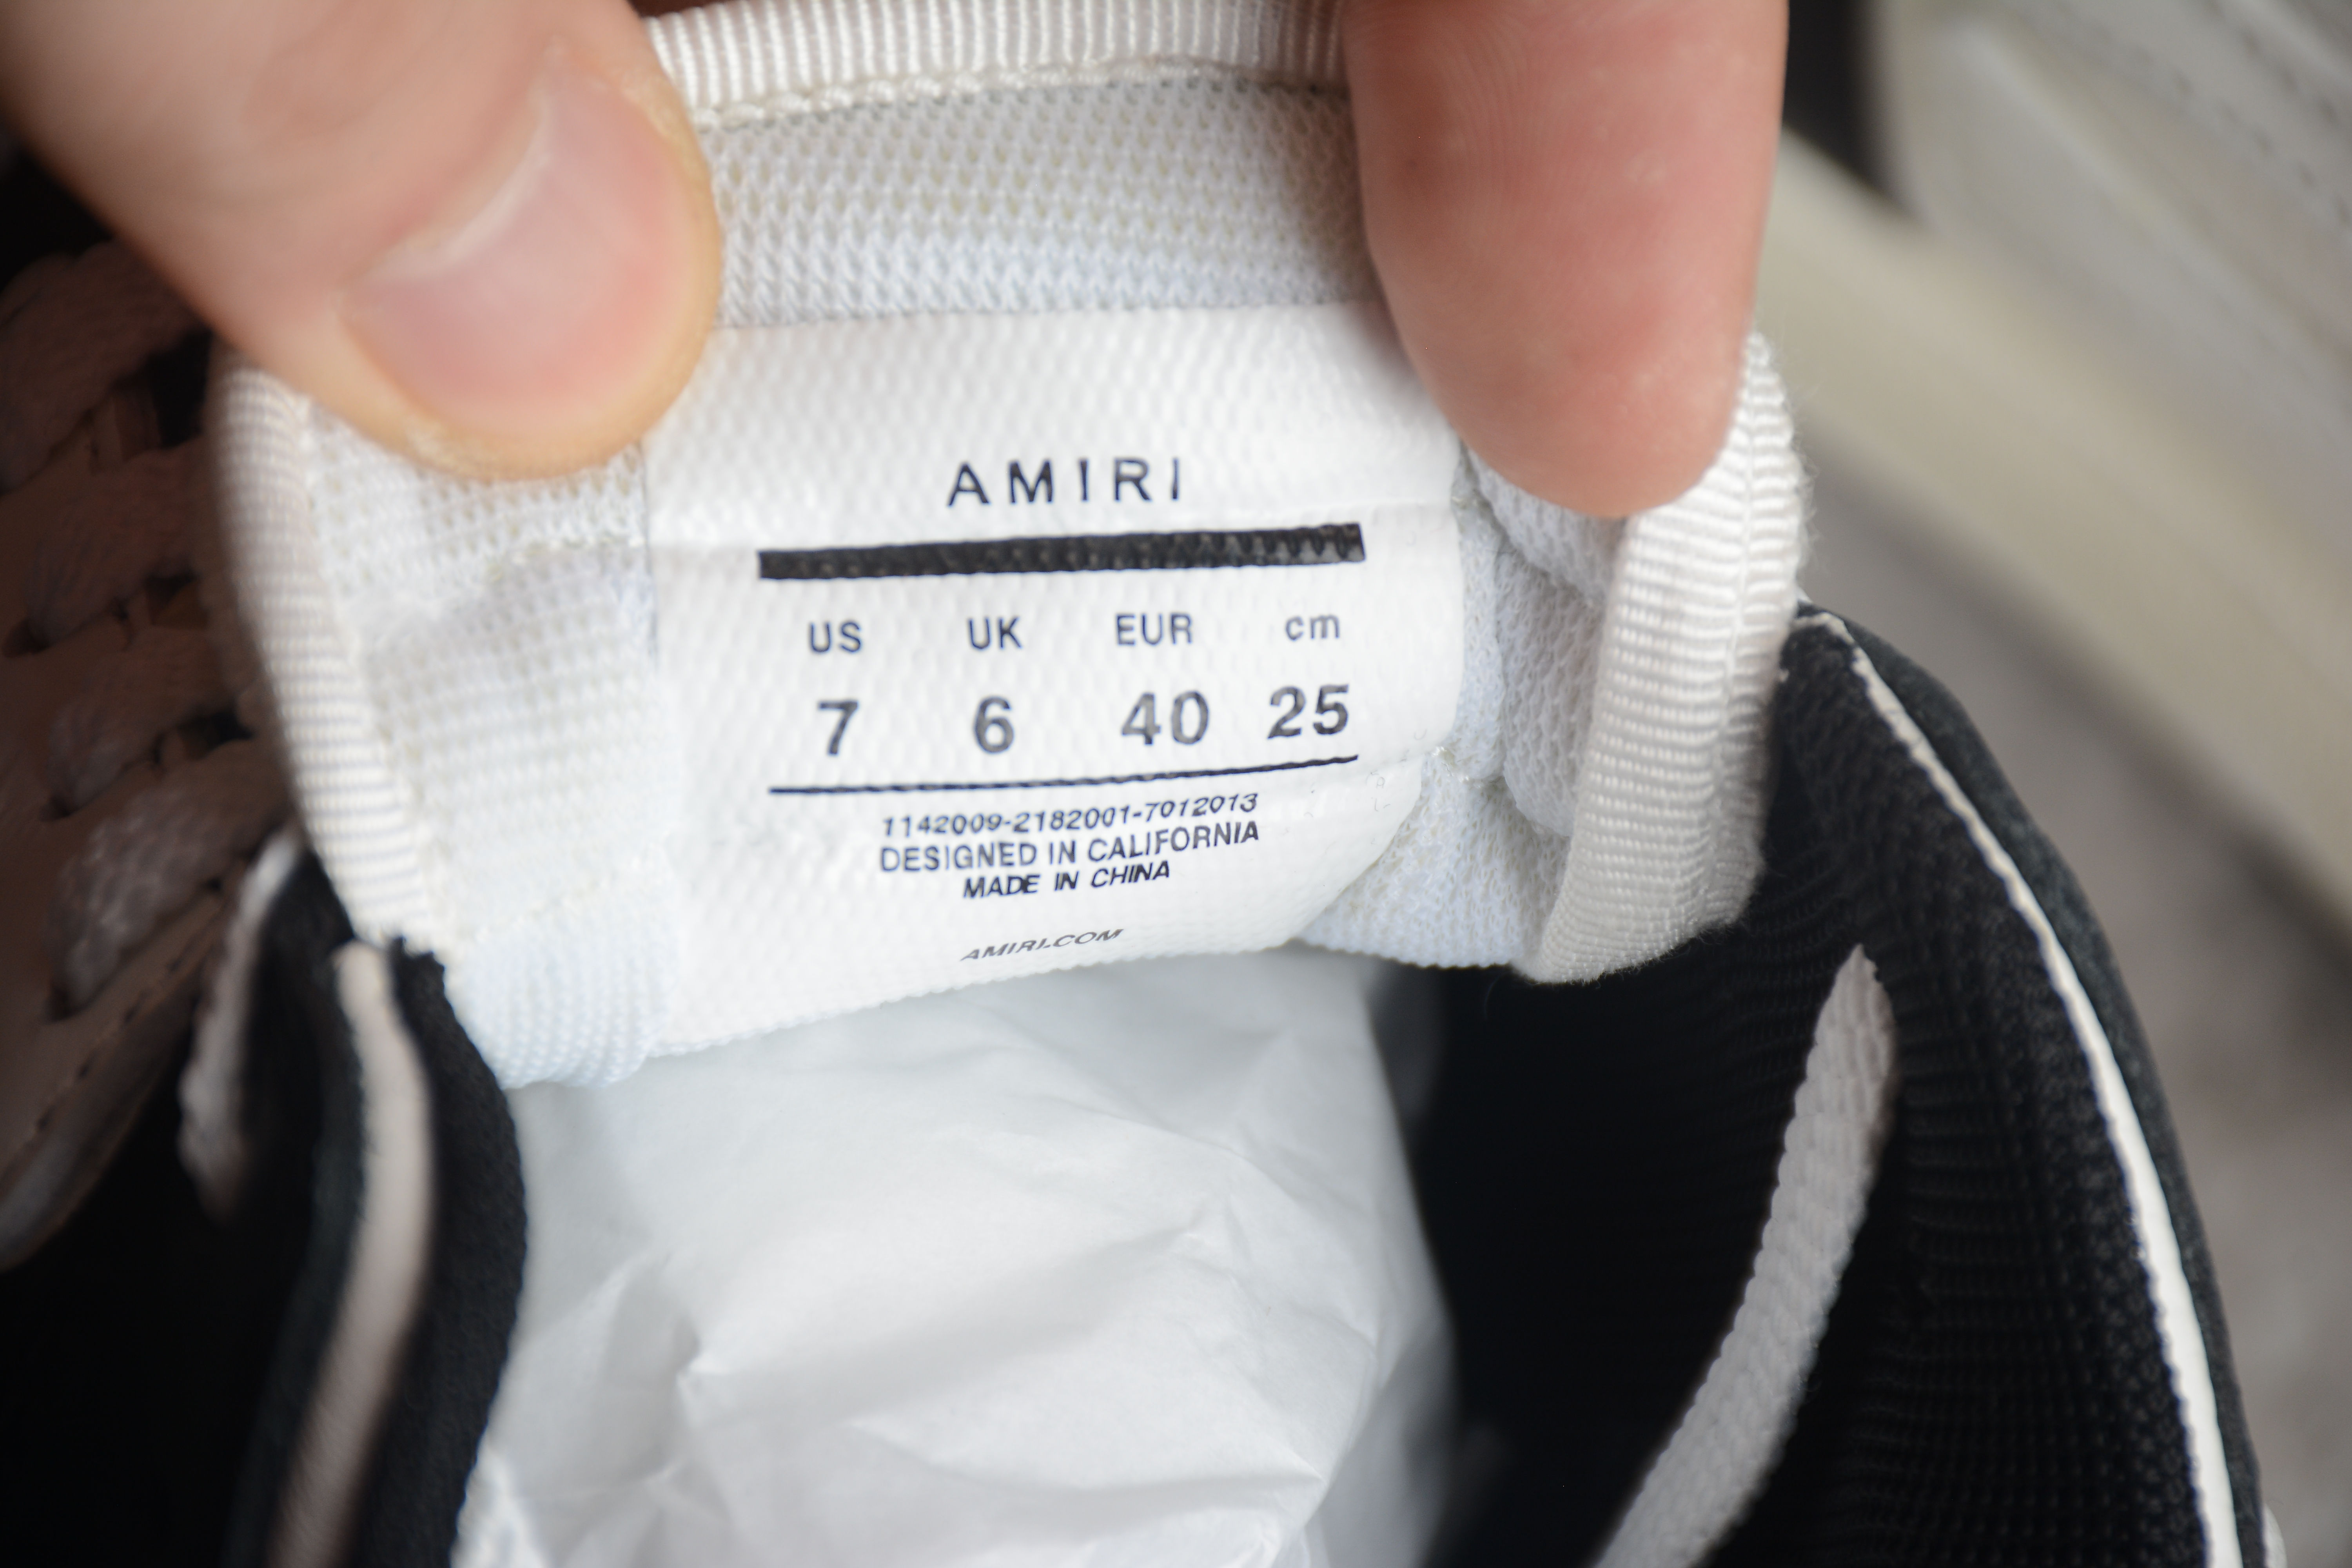 AMIRI
US UK EUR cm
7 6 40 25
1142009-2182001-7012013
DESIGNED IN CALIFORNIA
MADE IN CHINA
AMIRI.COM